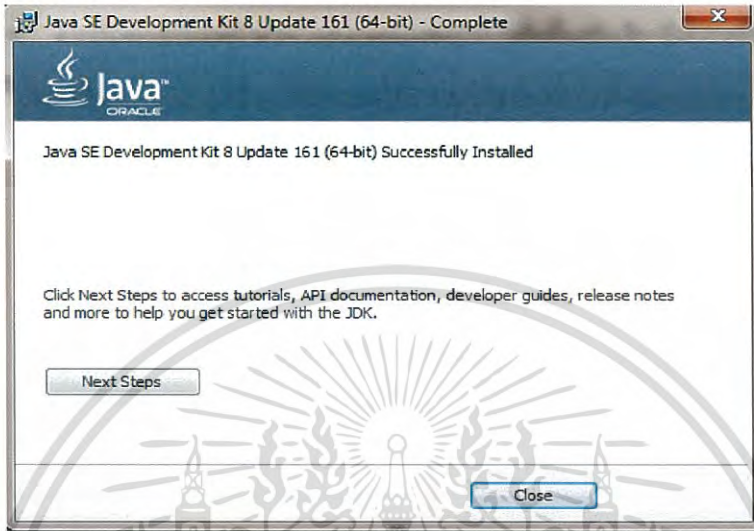 Java SE Development Kit 8 Update 161 (64-bit) - Complete
Java™
ORACLE
Java SE Development Kit 8 Update 161 (64-bit) Successfully Installed
Click Next Steps to access tutorials, API documentation, developer guides, release notes
and more to help you get started with the JDK.
Next Steps
Close